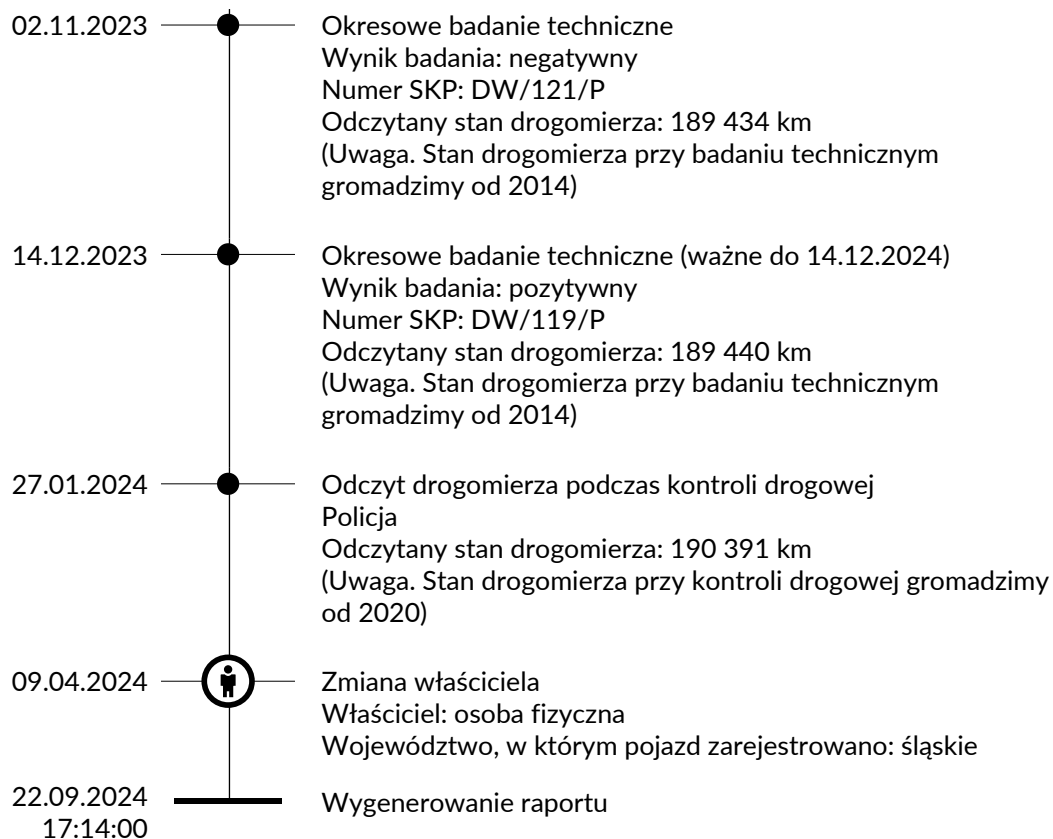 02.11.2023
Okresowe badanie techniczne
Wynik badania: negatywny
Numer SKP: DW/121/P
Odczytany stan drogomierza: 189 434 km
(Uwaga. Stan drogomierza przy badaniu technicznym
gromadzimy od 2014)
14.12.2023
Okresowe badanie techniczne (ważne do 14.12.2024)
Wynik badania: pozytywny
Numer SKP: DW/119/P
Odczytany stan drogomierza: 189 440 km
(Uwaga. Stan drogomierza przy badaniu technicznym
gromadzimy od 2014)
27.01.2024
Odczyt drogomierza podczas kontroli drogowej
Policja
Odczytany stan drogomierza: 190 391 km
(Uwaga. Stan drogomierza przy kontroli drogowej gromadzimy
od 2020)
09.04.2024
Zmiana właściciela
Właściciel: osoba fizyczna
Województwo, w którym pojazd zarejestrowano: śląskie
22.09.2024
17:14:00
Wygenerowanie raportu